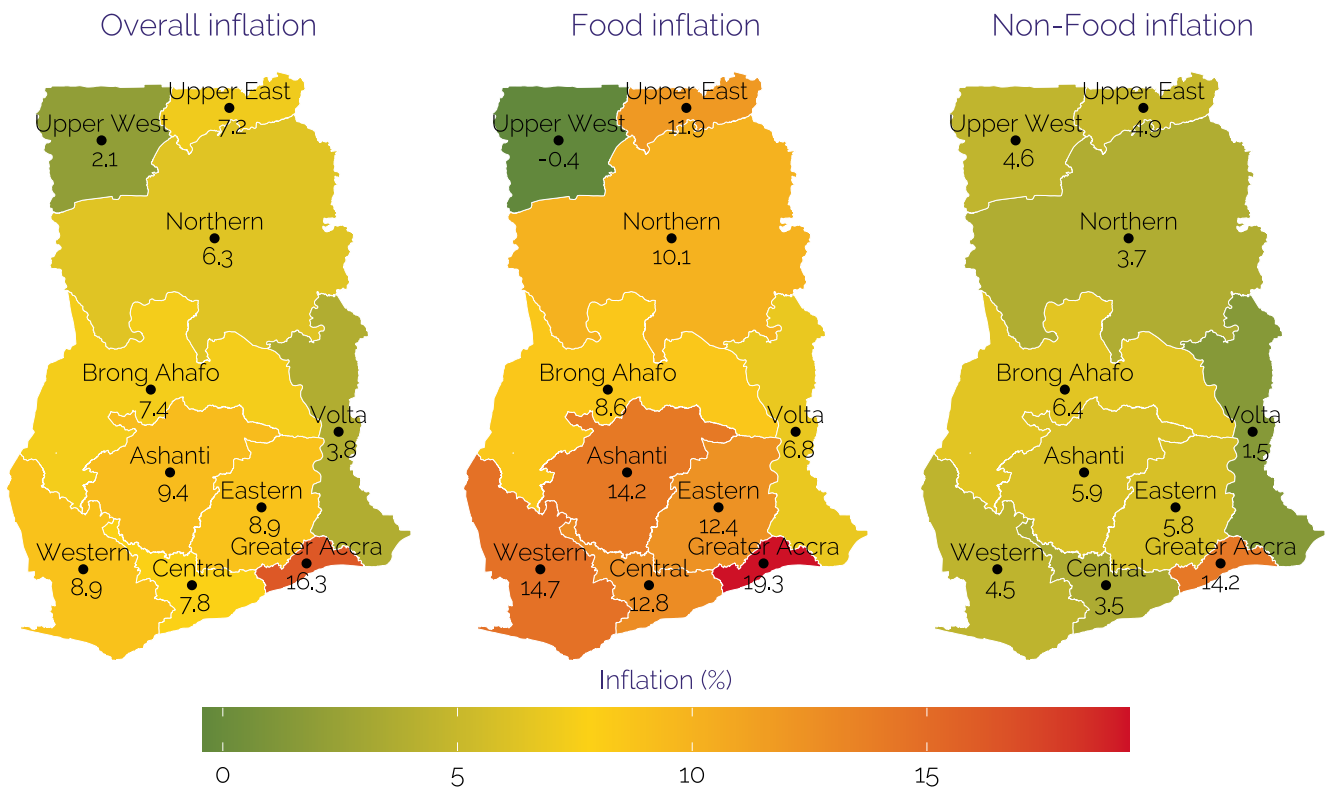 Overall inflation
Upper East
7.2
Upper West
2.1
Northern
6.3
Brong Ahafo
7.4
Volta
3.8
Ashanti
9.4
Eastern
8.9
Greater Accra
16.3
Western
8.9
Central
7.8
Food inflation
Upper East
11.9
Upper West
-0.4
Northern
10.1
Brong Ahafo
8.6
Volta
6.8
Ashanti
14.2
Eastern
12.4
Greater Accra
19.3
Western
14.7
Central
12.8
Non-Food inflation
Upper East
4.9
Upper West
4.6
Northern
3.7
Brong Ahafo
6.4
Volta
1.5
Ashanti
5.9
Eastern
5.8
Greater Accra
14.2
Western
4.5
Central
3.5
Inflation (%)
0 5 10 15